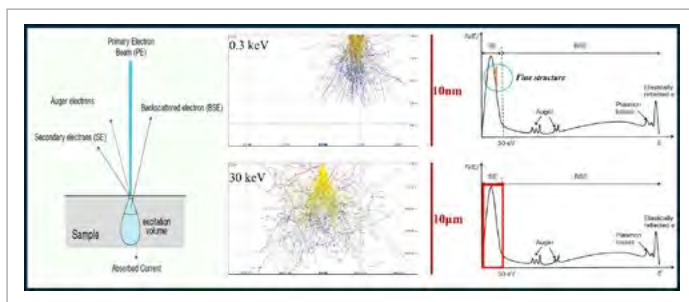 Primary Electron
Beam (PE)
Auger electrons
Backscattered electron (BSE)
Secondary electrons (SE)
excitation
volume
Sample
Absorbed Current
0.3 keV
10nm
30 keV
10µm
N(E)
SE
BSE
Fine structure
Auger
Plasmon
losses
Elastically
reflected e
50 eV
E
N(E)
SE
BSE
Auger
Plasmon
losses
Elastically
reflected e
50 eV
E